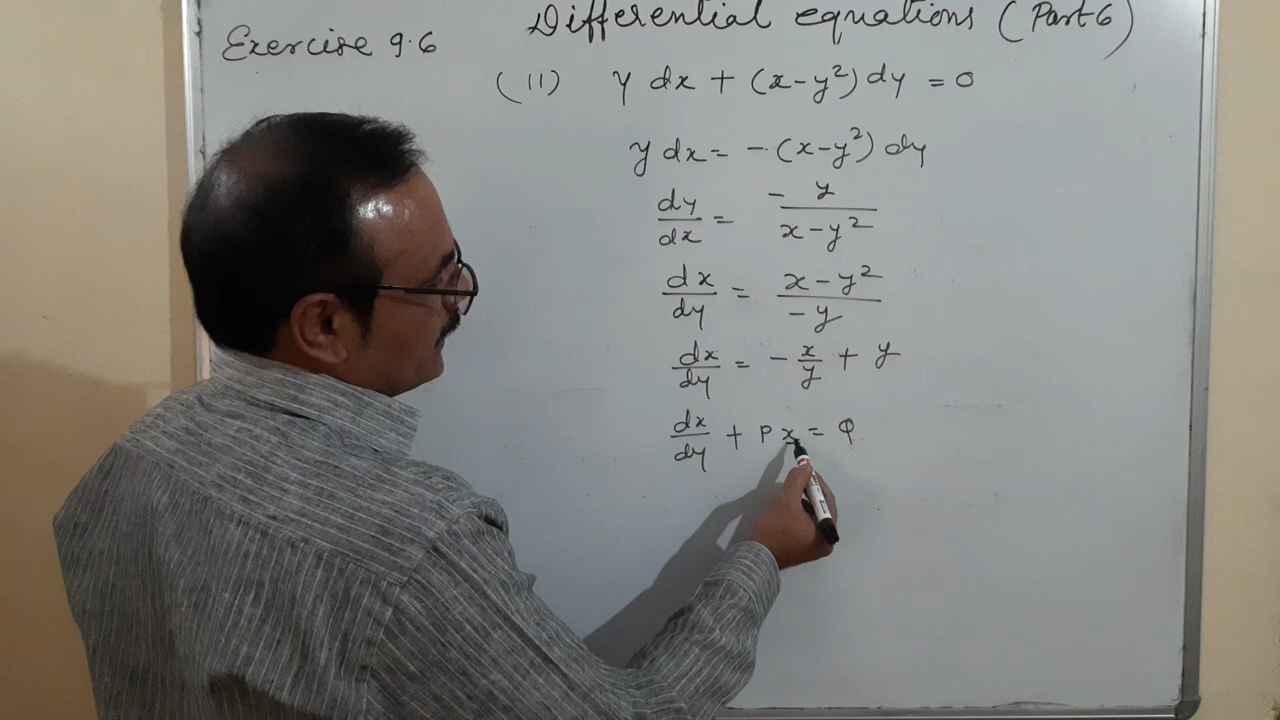 Differential equations (Part 6)
Exercise 9.6
(11) y dx + (x-y²) dy = 0
y dx = - (x-y²) dy
dy/dx = - y/(x-y²)
dx/dy = (x-y²)/(-y)
dx/dy = - x/y + y
dx/dy + Px = Q